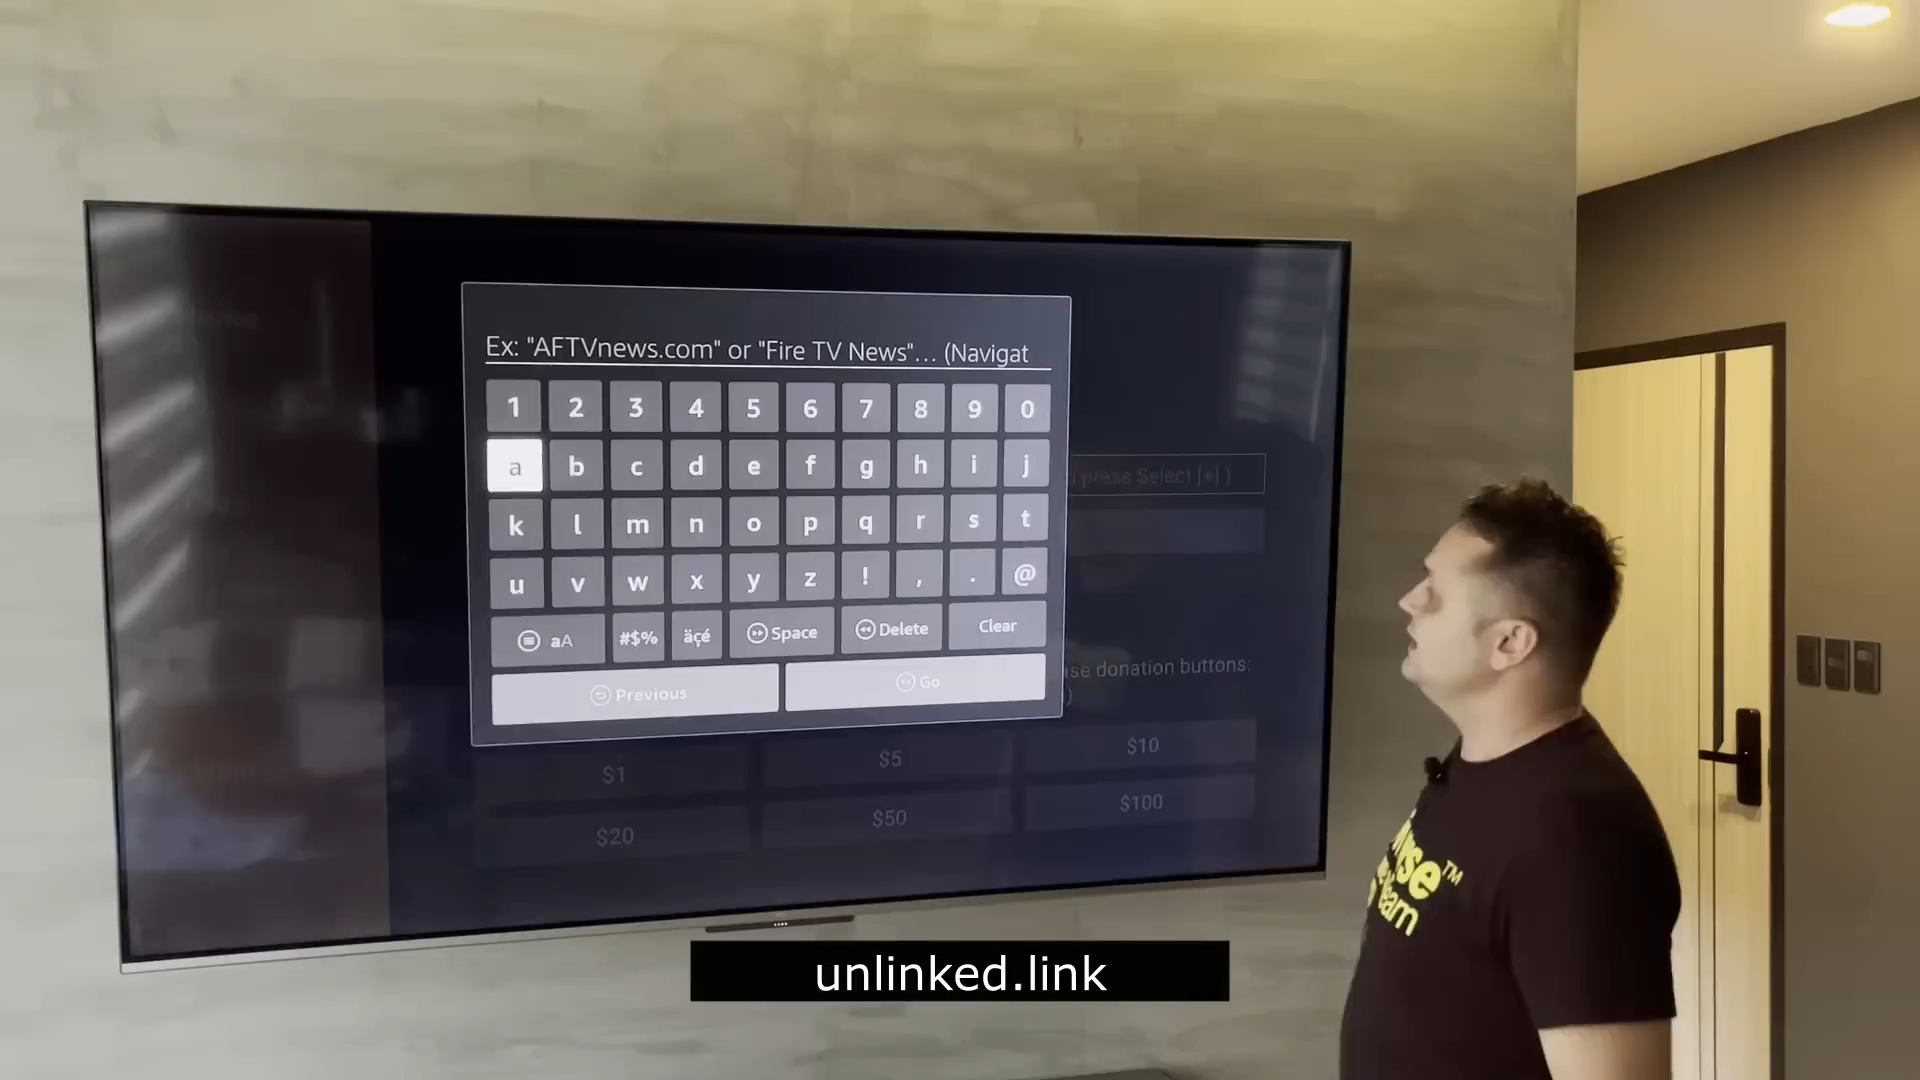 Ex: "AFTVnews.com" or "Fire TV News"... (Navigat
1 2 3 4 5 6 7 8 9 0
a b c d e f g h i j
k l m n o p q r s t
u v w x y z ! , . @
aA #$% äçé Space Delete Clear
Previous Go
press Select
se donation buttons:
)
$1 $5 $10
$20 $50 $100
TM
unlinked.link